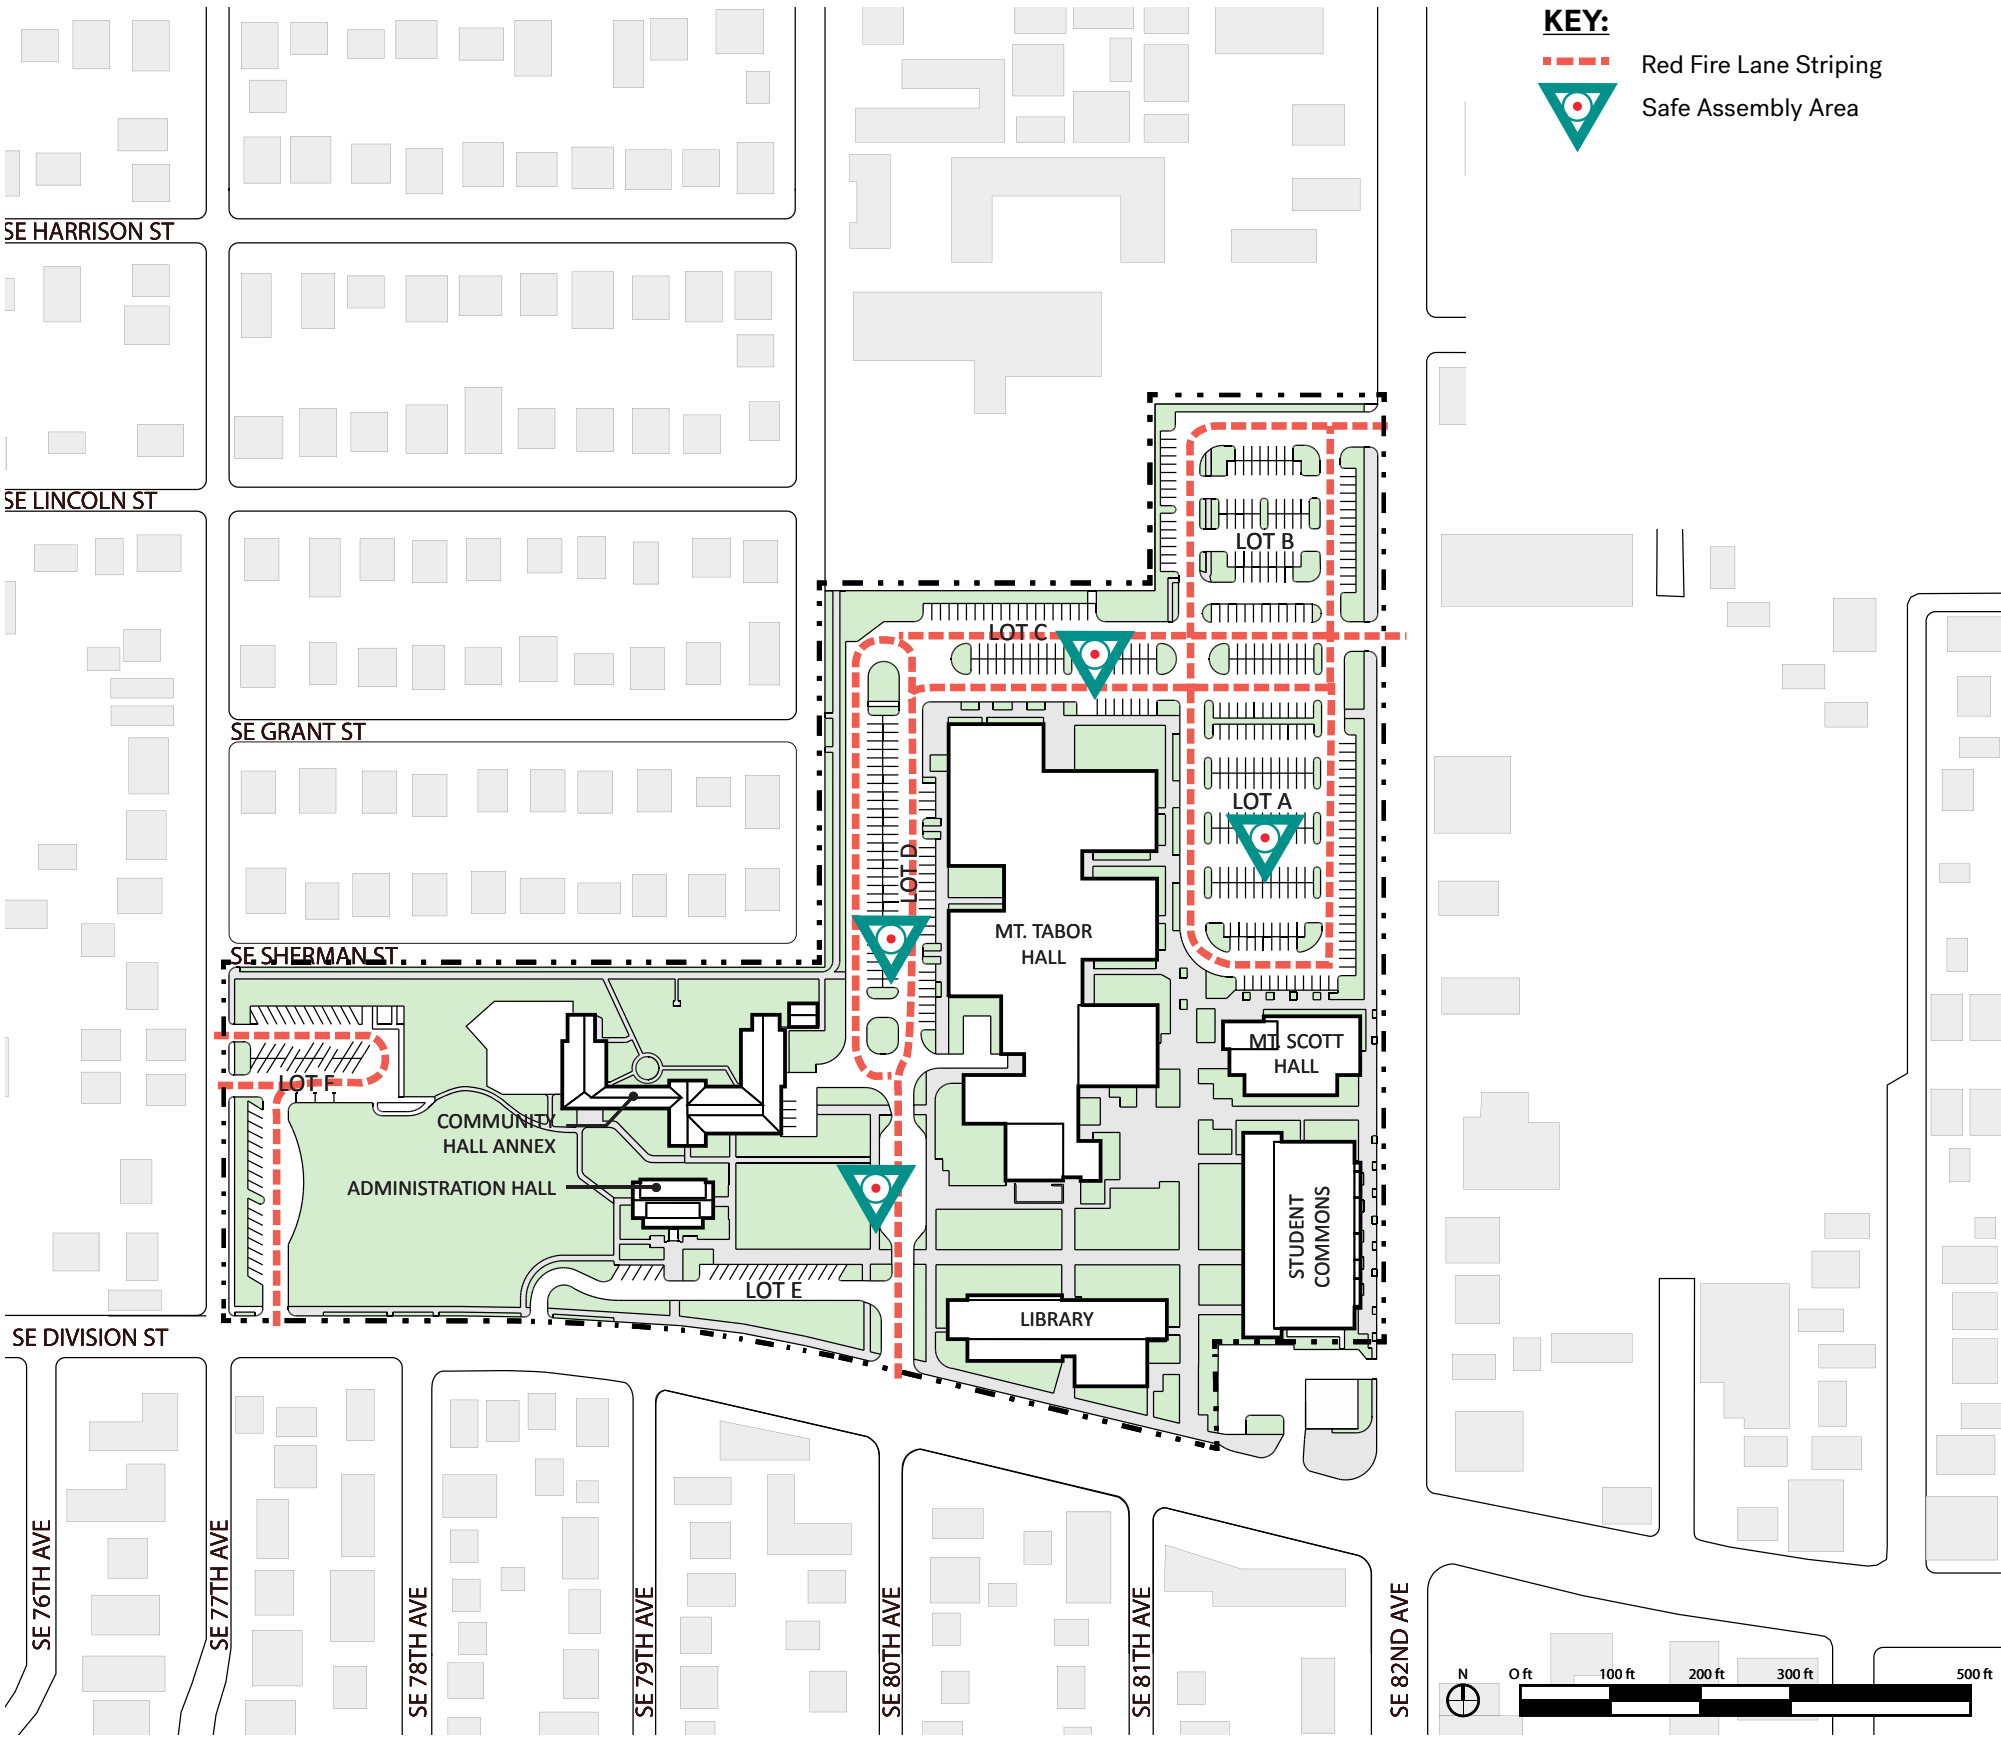 KEY:
Red Fire Lane Striping
Safe Assembly Area
SE HARRISON ST
SE LINCOLN ST
LOT B
LOT C
SE GRANT ST
LOT A
LOT D
MT. TABOR
HALL
SE SHERMAN ST
MT. SCOTT
HALL
LOT F
COMMUNITY
HALL ANNEX
ADMINISTRATION HALL
STUDENT
COMMONS
LOT E
LIBRARY
SE DIVISION ST
SE 76TH AVE
SE 77TH AVE
SE 78TH AVE
SE 79TH AVE
SE 80TH AVE
SE 81TH AVE
SE 82ND AVE
N
O ft
100 ft
200 ft
300 ft
500 ft